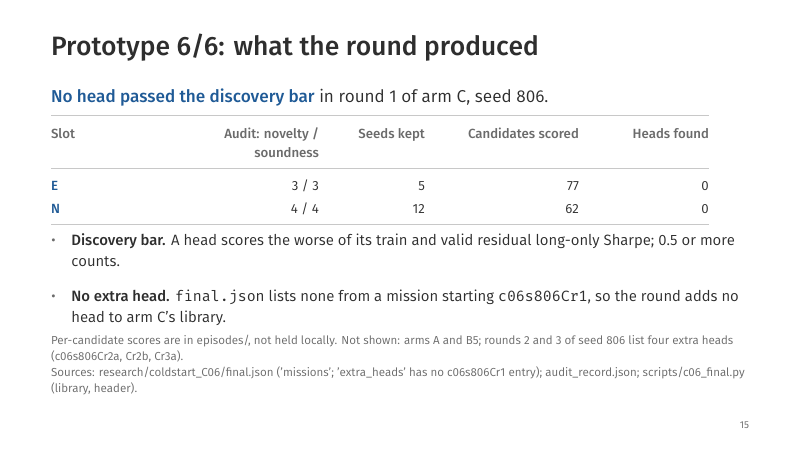 Prototype 6/6: what the round produced
No head passed the discovery bar in round 1 of arm C, seed 806.
Slot Audit: novelty / soundness Seeds kept Candidates scored Heads found
E 3 / 3 5 77 0
N 4 / 4 12 62 0
• Discovery bar. A head scores the worse of its train and valid residual long-only Sharpe; 0.5 or more
counts.
• No extra head. final.json lists none from a mission starting c06s806Cr1, so the round adds no
head to arm C’s library.
Per-candidate scores are in episodes/, not held locally. Not shown: arms A and B5; rounds 2 and 3 of seed 806 list four extra heads
(c06s806Cr2a, Cr2b, Cr3a).
Sources: research/coldstart_C06/final.json (‘missions’; ‘extra_heads’ has no c06s806Cr1 entry); audit_record.json; scripts/c06_final.py
(library, header).
15